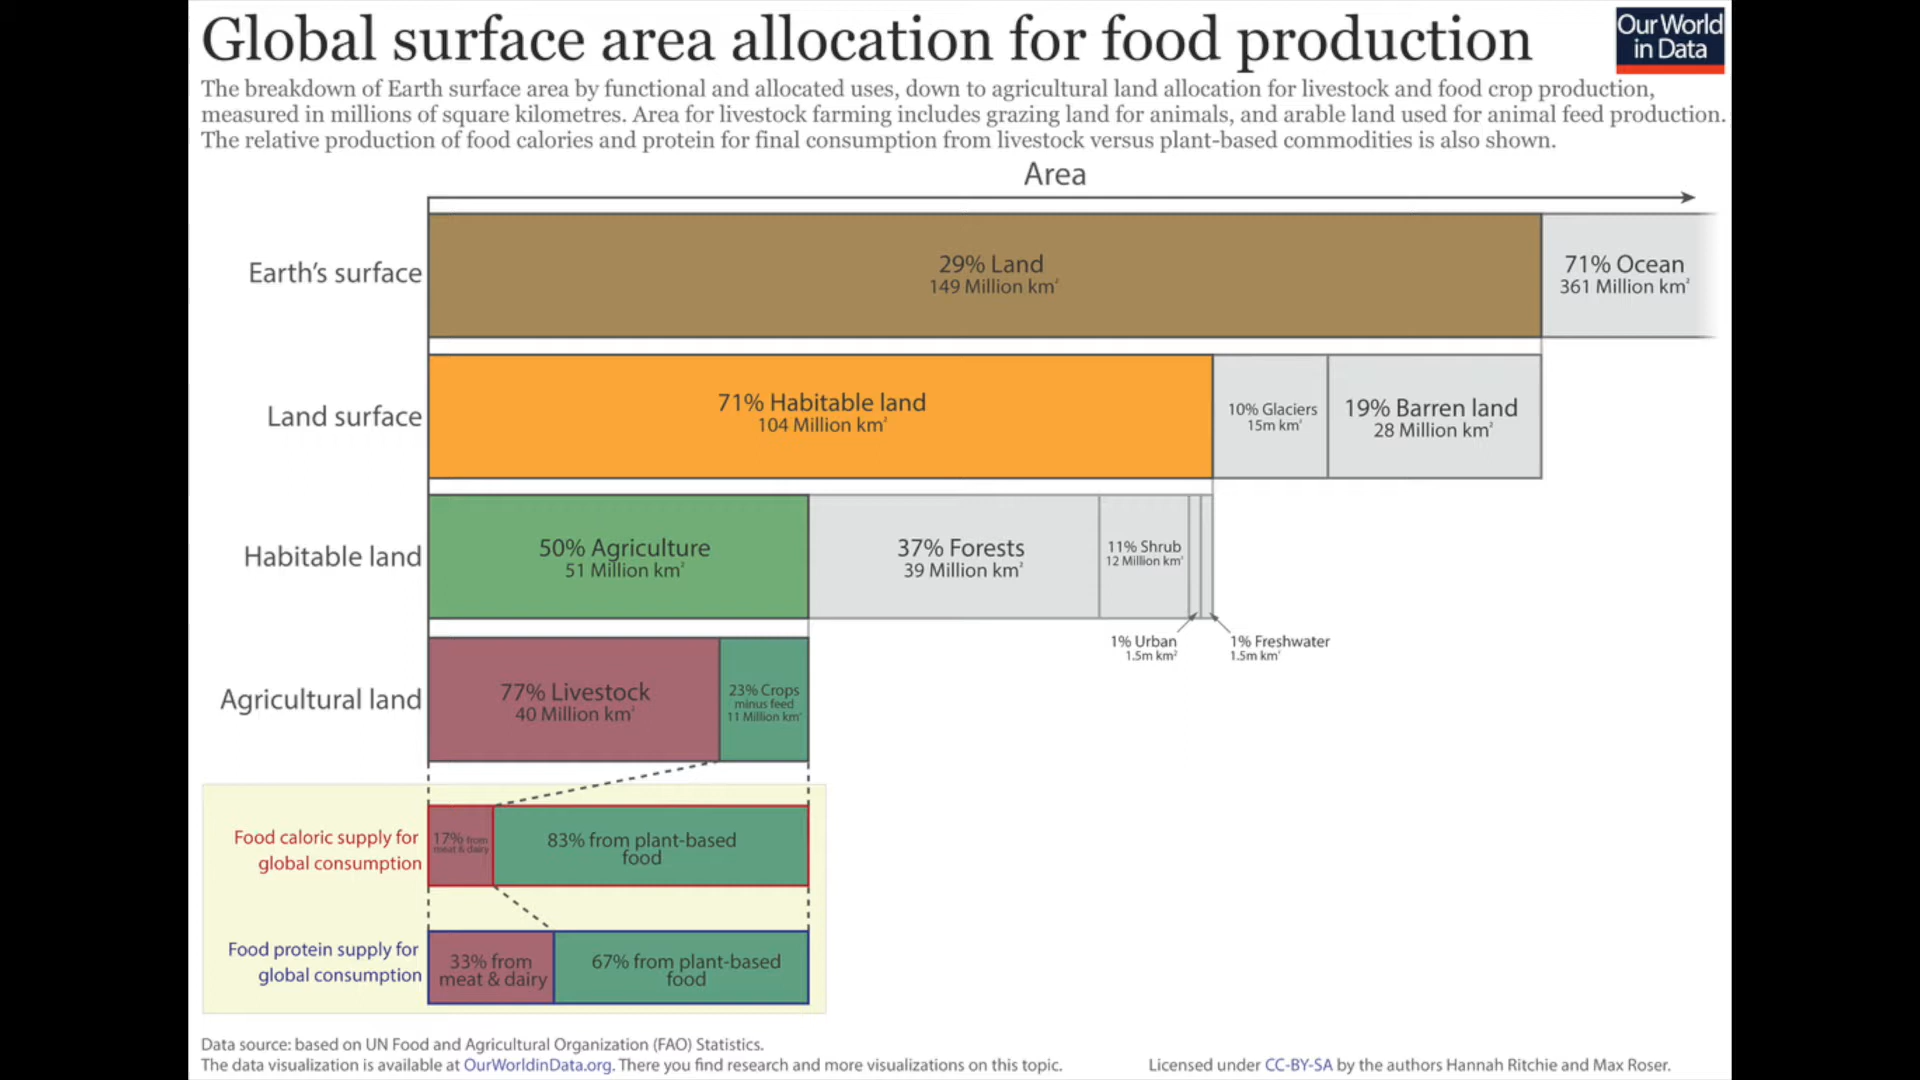 Global surface area allocation for food production
Our World
in Data
The breakdown of Earth surface area by functional and allocated uses, down to agricultural land allocation for livestock and food crop production,
measured in millions of square kilometres. Area for livestock farming includes grazing land for animals, and arable land used for animal feed production.
The relative production of food calories and protein for final consumption from livestock versus plant-based commodities is also shown.
Area
Earth's surface
29% Land
149 Million km²
71% Ocean
361 Million km²
Land surface
71% Habitable land
104 Million km²
10% Glaciers
15m km²
19% Barren land
28 Million km²
Habitable land
50% Agriculture
51 Million km²
37% Forests
39 Million km²
11% Shrub
12 Million km²
1% Urban
1.5m km²
1% Freshwater
1.5m km²
Agricultural land
77% Livestock
40 Million km²
23% Crops
minus feed
11 Million km²
Food caloric supply for
global consumption
17% from
meat & dairy
83% from plant-based
food
Food protein supply for
global consumption
33% from
meat & dairy
67% from plant-based
food
Data source: based on UN Food and Agricultural Organization (FAO) Statistics.
The data visualization is available at OurWorldinData.org. There you find research and more visualizations on this topic.
Licensed under CC-BY-SA by the authors Hannah Ritchie and Max Roser.